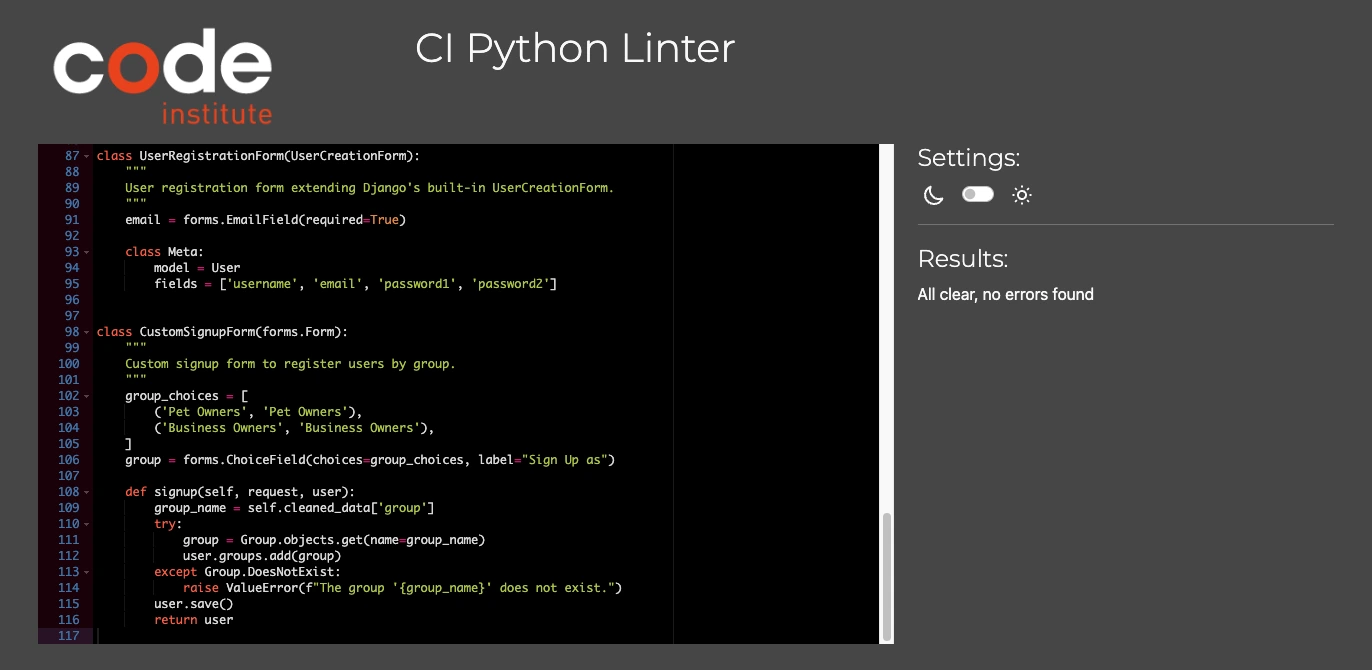 code
institute
CI Python Linter
87 class UserRegistrationForm(UserCreationForm):
88     """
89     User registration form extending Django's built-in UserCreationForm.
90     """
91     email = forms.EmailField(required=True)
92
93     class Meta:
94         model = User
95         fields = ['username', 'email', 'password1', 'password2']
96
97
98 class CustomSignupForm(forms.Form):
99     """
100     Custom signup form to register users by group.
101     """
102     group_choices = [
103         ('Pet Owners', 'Pet Owners'),
104         ('Business Owners', 'Business Owners'),
105     ]
106     group = forms.ChoiceField(choices=group_choices, label="Sign Up as")
107
108     def signup(self, request, user):
109         group_name = self.cleaned_data['group']
110         try:
111             group = Group.objects.get(name=group_name)
112             user.groups.add(group)
113         except Group.DoesNotExist:
114             raise ValueError(f"The group '{group_name}' does not exist.")
115         user.save()
116         return user
117
Settings:
Results:
All clear, no errors found